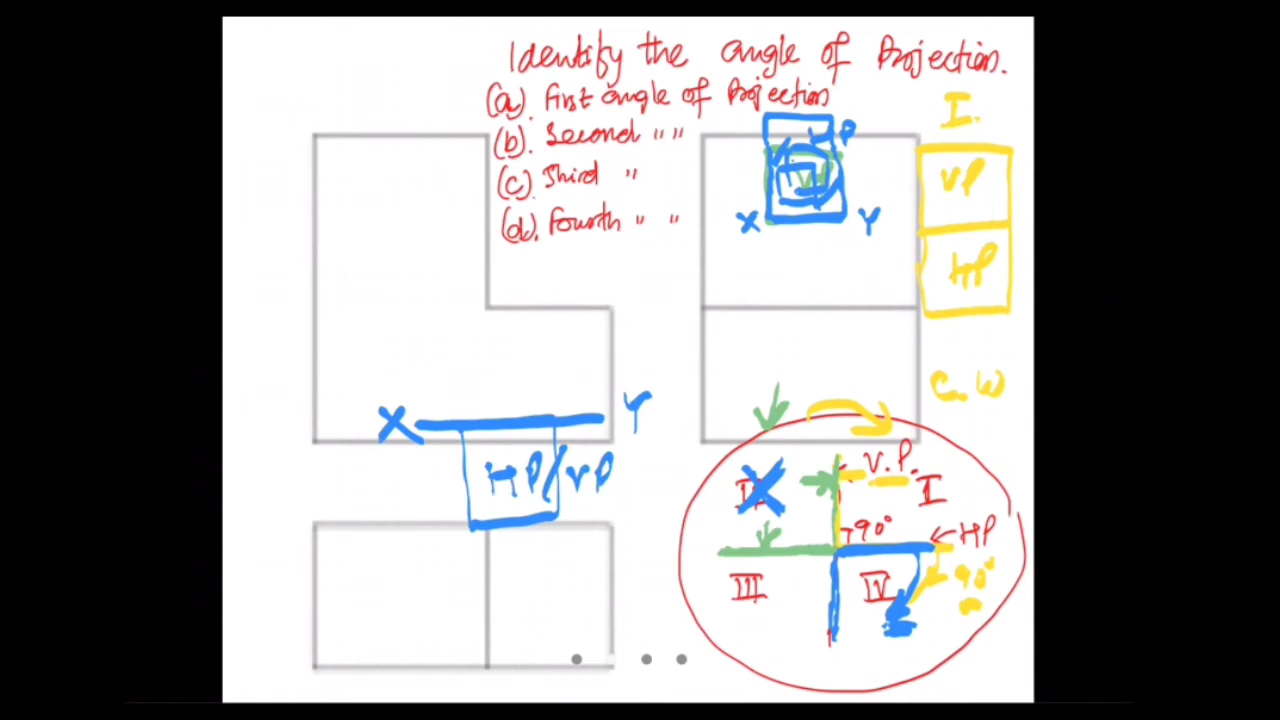 Identify the angle of Projection.
(a). First angle of Projection
(b). Second " "
(c). Third "
(d). Fourth " "
I.
HP
VP
X Y
VP
HP
X Y
HP/VP
C.W
V.P.
I
90°
HP
III
IV
90°